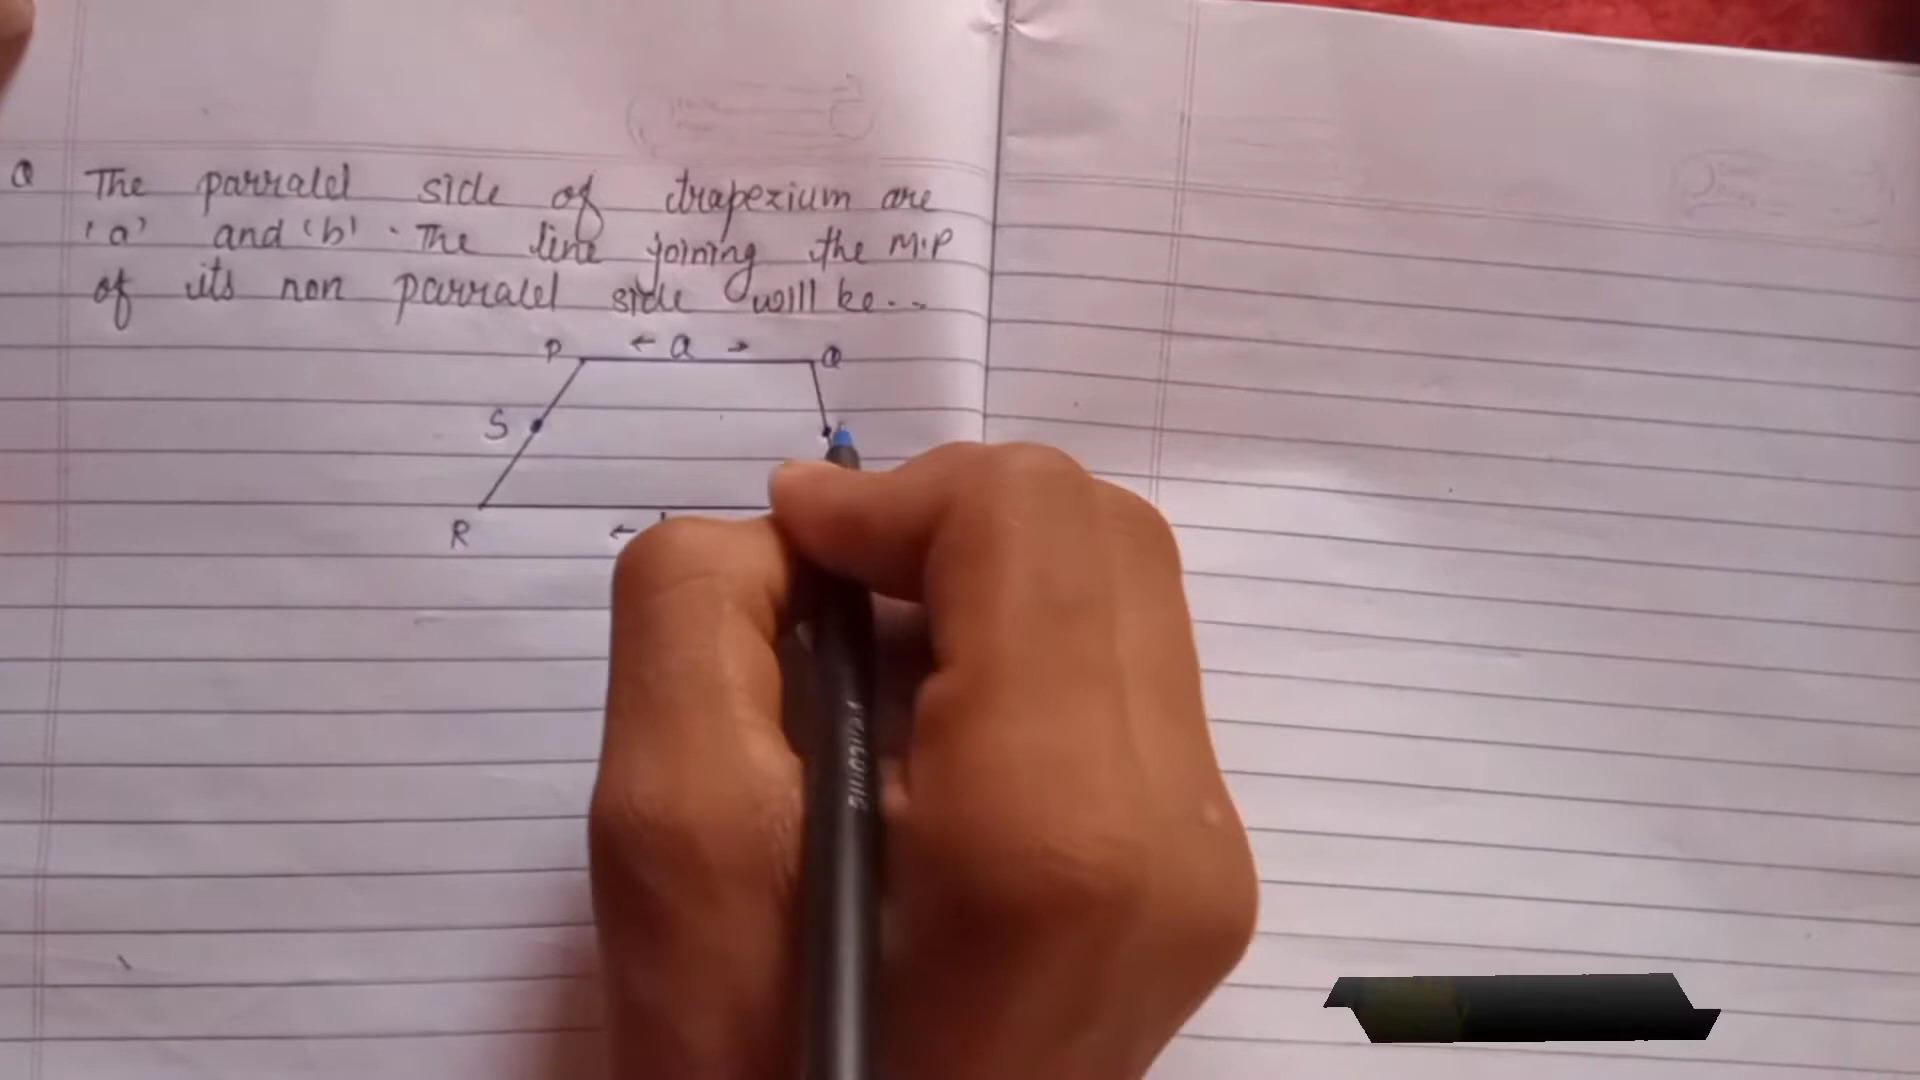 Q The parralel side of trapezium are
'a' and 'b'. The line joining the M.P
of its non parralel side will be...
P ← a → Q
S
R ←